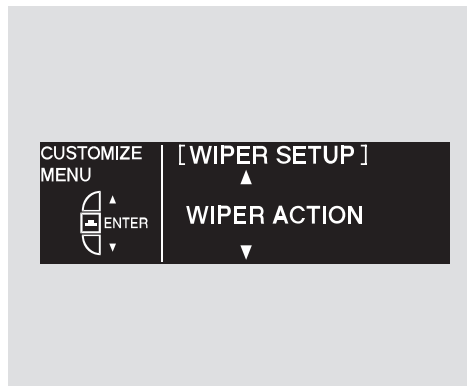 CUSTOMIZE
MENU
ENTER
[WIPER SETUP]
WIPER ACTION